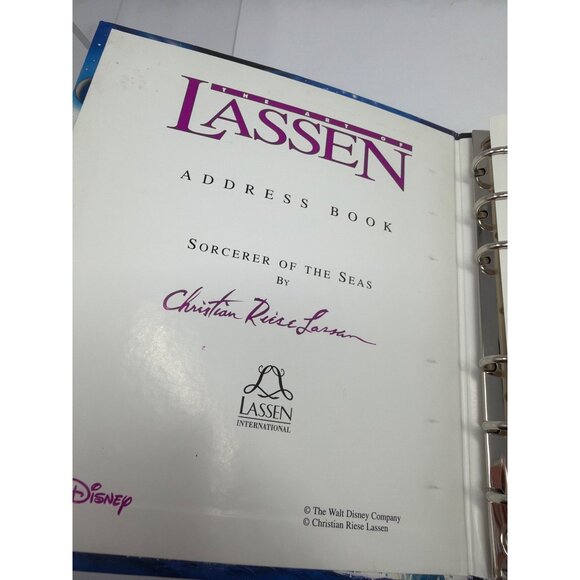 THE ART OF
LASSEN
ADDRESS BOOK
SORCERER OF THE SEAS
BY
Christian Riese Lassen
LASSEN
INTERNATIONAL
Disney
© The Walt Disney Company
© Christian Riese Lassen